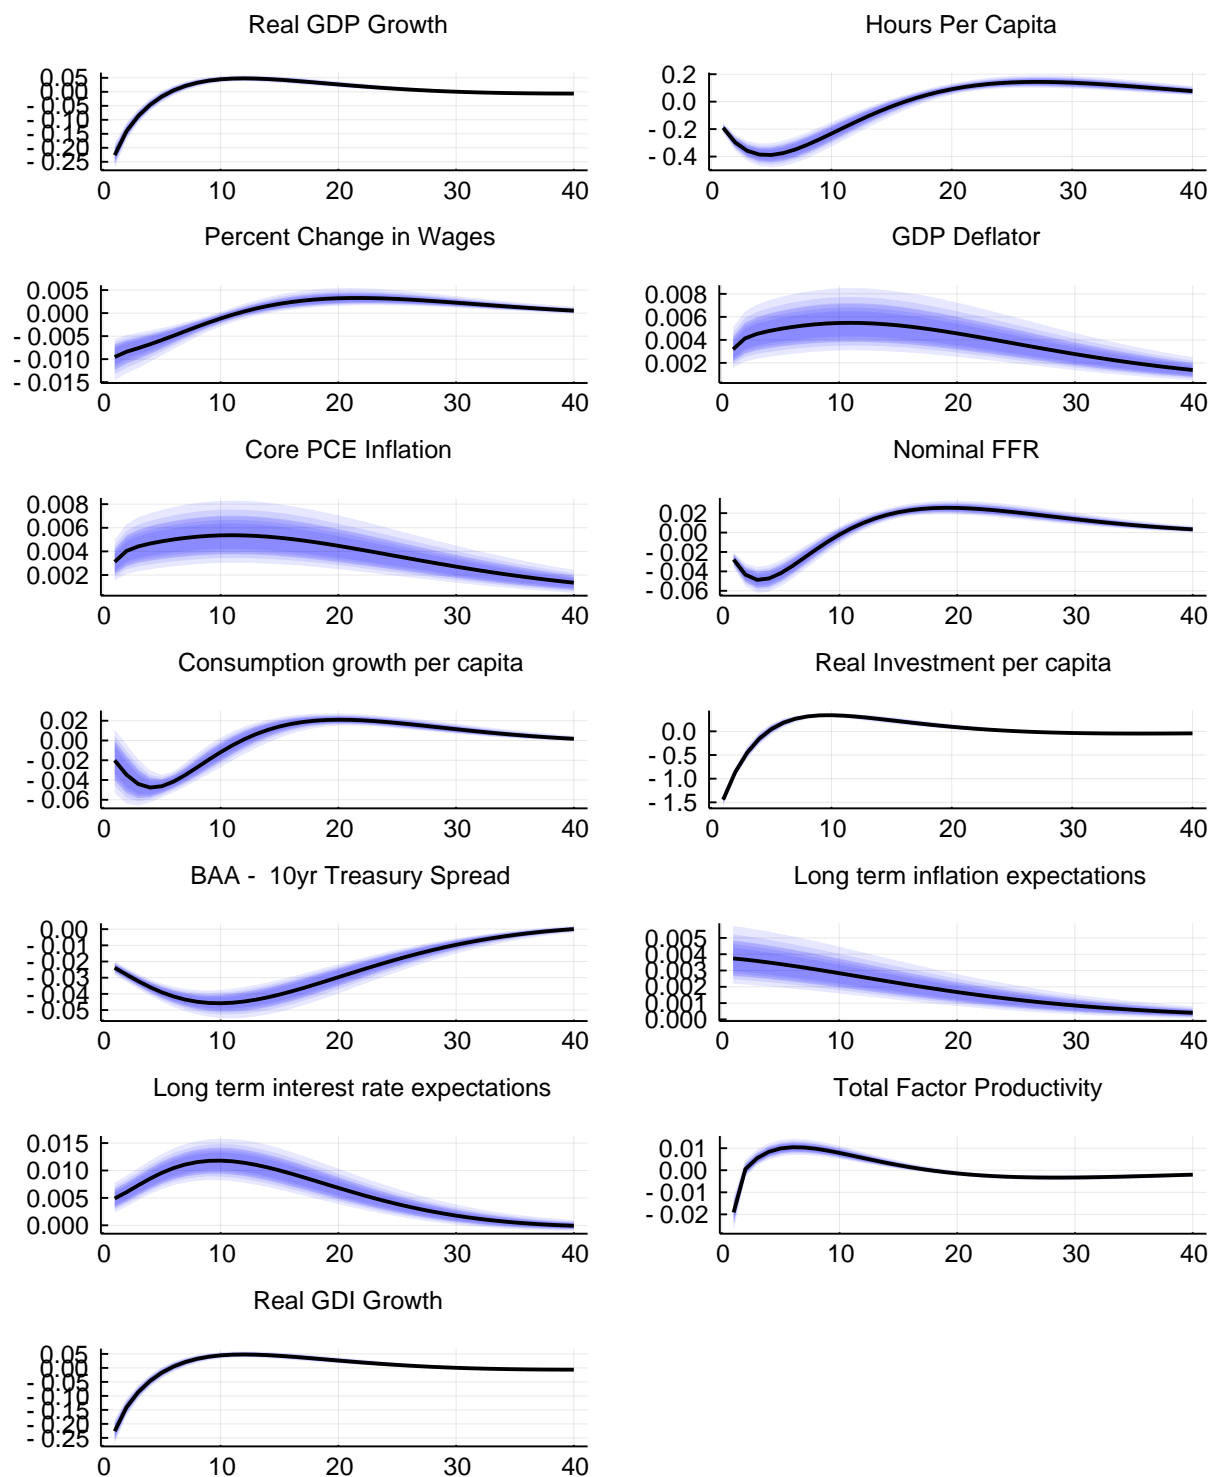 Real GDP Growth
0.05
0.00
- 0.05
- 0.10
- 0.15
- 0.20
- 0.25
0 10 20 30 40
Hours Per Capita
0.2
0.0
- 0.2
- 0.4
0 10 20 30 40
Percent Change in Wages
0.005
0.000
- 0.005
- 0.010
- 0.015
0 10 20 30 40
GDP Deflator
0.008
0.006
0.004
0.002
0 10 20 30 40
Core PCE Inflation
0.008
0.006
0.004
0.002
0 10 20 30 40
Nominal FFR
0.02
0.00
- 0.02
- 0.04
- 0.06
0 10 20 30 40
Consumption growth per capita
0.02
0.00
- 0.02
- 0.04
- 0.06
0 10 20 30 40
Real Investment per capita
0.0
- 0.5
- 1.0
- 1.5
0 10 20 30 40
BAA - 10yr Treasury Spread
0.00
- 0.01
- 0.02
- 0.03
- 0.04
- 0.05
0 10 20 30 40
Long term inflation expectations
0.005
0.004
0.003
0.002
0.001
0.000
0 10 20 30 40
Long term interest rate expectations
0.015
0.010
0.005
0.000
0 10 20 30 40
Total Factor Productivity
0.01
0.00
- 0.01
- 0.02
0 10 20 30 40
Real GDI Growth
0.05
0.00
- 0.05
- 0.10
- 0.15
- 0.20
- 0.25
0 10 20 30 40